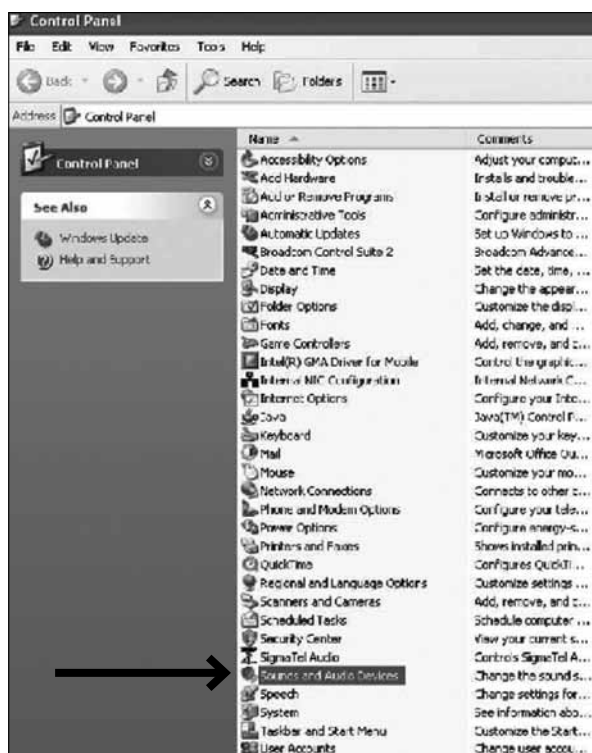 Control Panel
File Edit View Favorites Tools Help
Back Search Folders
Address Control Panel
Control Panel
See Also
Windows Update
Help and Support
Name Comments
Accessibility Options Adjust your comput...
Add Hardware Installs and trouble...
Add or Remove Programs Install or remove pr...
Administrative Tools Configure administr...
Automatic Updates Set up Windows to ...
Broadcom Control Suite 2 Broadcom Advance...
Date and Time Set the date, time, ...
Display Change the appear...
Folder Options Customize the displ...
Fonts Add, change, and ...
Game Controllers Add, remove, and c...
Intel(R) GMA Driver for Mobile Control the graphic...
Internal NIC Configuration Internal Network C...
Internet Options Configure your Inte...
Java Java(TM) Control P...
Keyboard Customize your key...
Mail Microsoft Office Ou...
Mouse Customize your mo...
Network Connections Connects to other c...
Phone and Modem Options Configure your tele...
Power Options Configure energy-s...
Printers and Faxes Shows installed prin...
QuickTime Configures QuickTi...
Regional and Language Options Customize settings ...
Scanners and Cameras Add, remove, and c...
Scheduled Tasks Schedule computer ...
Security Center View your current s...
SigmaTel Audio Controls SigmaTel A...
Sounds and Audio Devices Change the sound s...
Speech Change settings for...
System See information abo...
Taskbar and Start Menu Customize the Start...
User Accounts Change user accou...